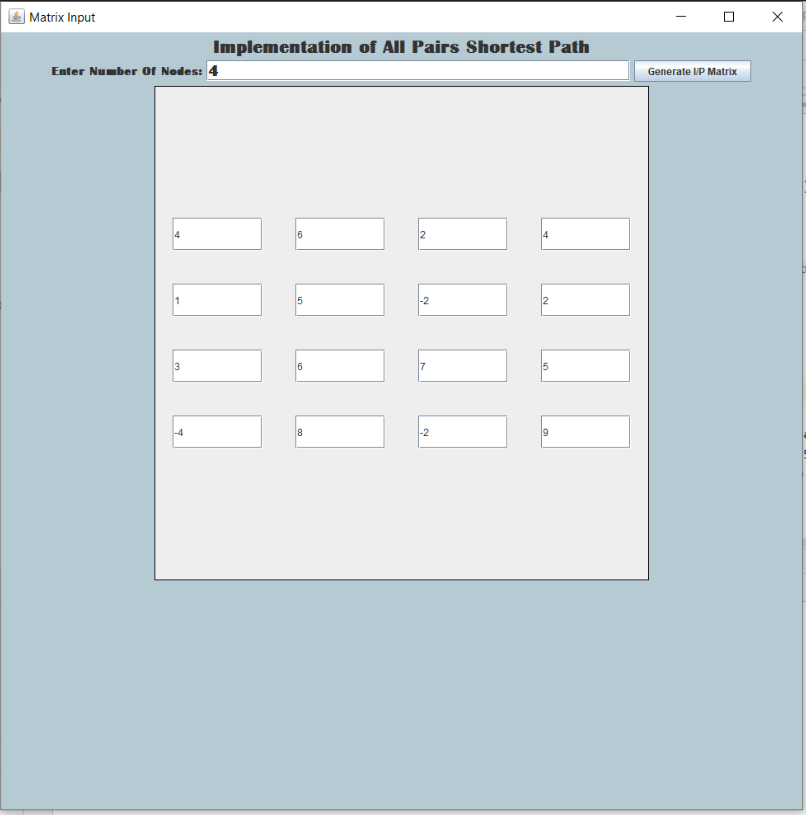 Matrix Input
Implementation of All Pairs Shortest Path
Enter Number Of Nodes: 4 Generate I/P Matrix
4 6 2 4
1 5 -2 2
3 6 7 5
-4 8 -2 9